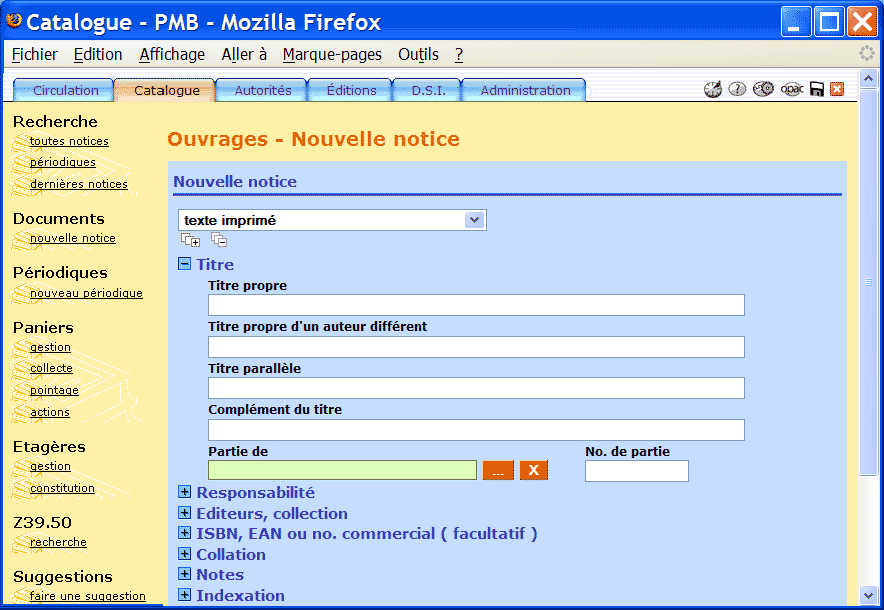 Catalogue - PMB - Mozilla Firefox
Fichier Edition Affichage Aller à Marque-pages Outils ?
Circulation Catalogue Autorités Éditions D.S.I. Administration opac
Recherche
toutes notices
périodiques
dernières notices
Documents
nouvelle notice
Périodiques
nouveau périodique
Paniers
gestion
collecte
pointage
actions
Etagères
gestion
constitution
Z39.50
recherche
Suggestions
faire une suggestion
Ouvrages - Nouvelle notice
Nouvelle notice
texte imprimé
Titre
Titre propre
Titre propre d'un auteur différent
Titre parallèle
Complément du titre
Partie de No. de partie
... X
Responsabilité
Editeurs, collection
ISBN, EAN ou no. commercial ( facultatif )
Collation
Notes
Indexation